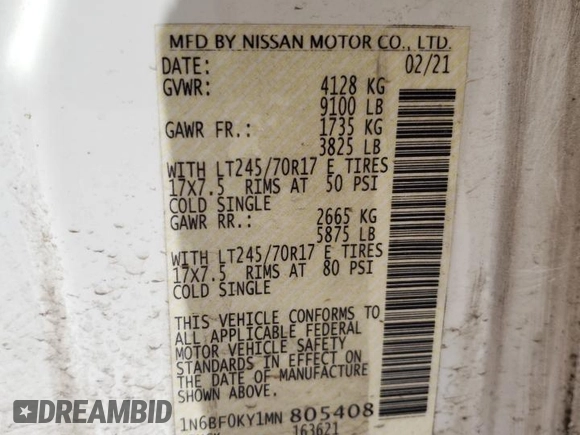 MFD BY NISSAN MOTOR CO., LTD.
DATE: 02/21
GVWR: 4128 KG
9100 LB
GAWR FR.: 1735 KG
3825 LB
WITH LT245/70R17 E TIRES
17X7.5 RIMS AT 50 PSI
COLD SINGLE
GAWR RR.: 2665 KG
5875 LB
WITH LT245/70R17 E TIRES
17X7.5 RIMS AT 80 PSI
COLD SINGLE
THIS VEHICLE CONFORMS TO
ALL APPLICABLE FEDERAL
MOTOR VEHICLE SAFETY
STANDARDS IN EFFECT ON
THE DATE OF MANUFACTURE
SHOWN ABOVE.
1N6BF0KY1MN 805408
163621
RIDESAFELY.COM